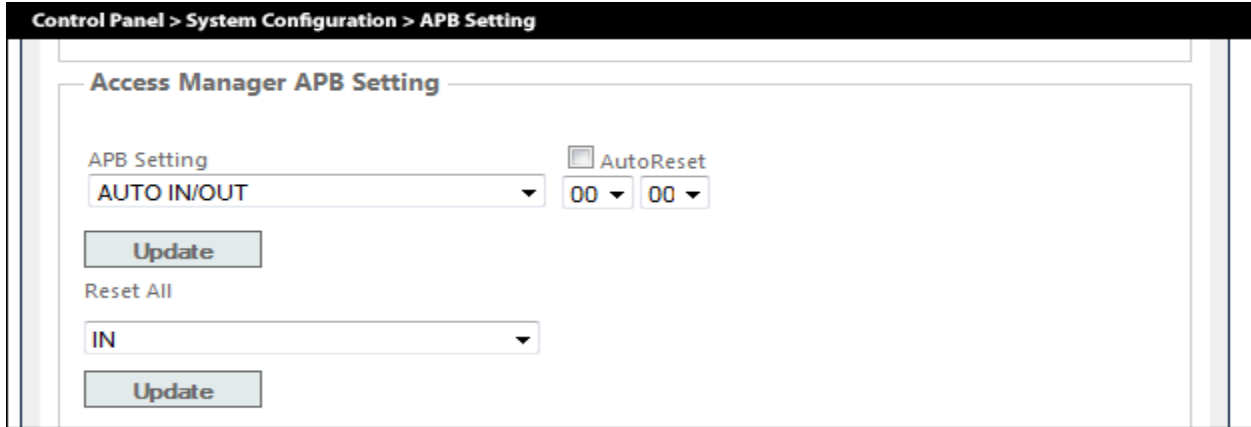 Control Panel > System Configuration > APB Setting
Access Manager APB Setting
APB Setting
AutoReset
AUTO IN/OUT
00 00
Update
Reset All
IN
Update